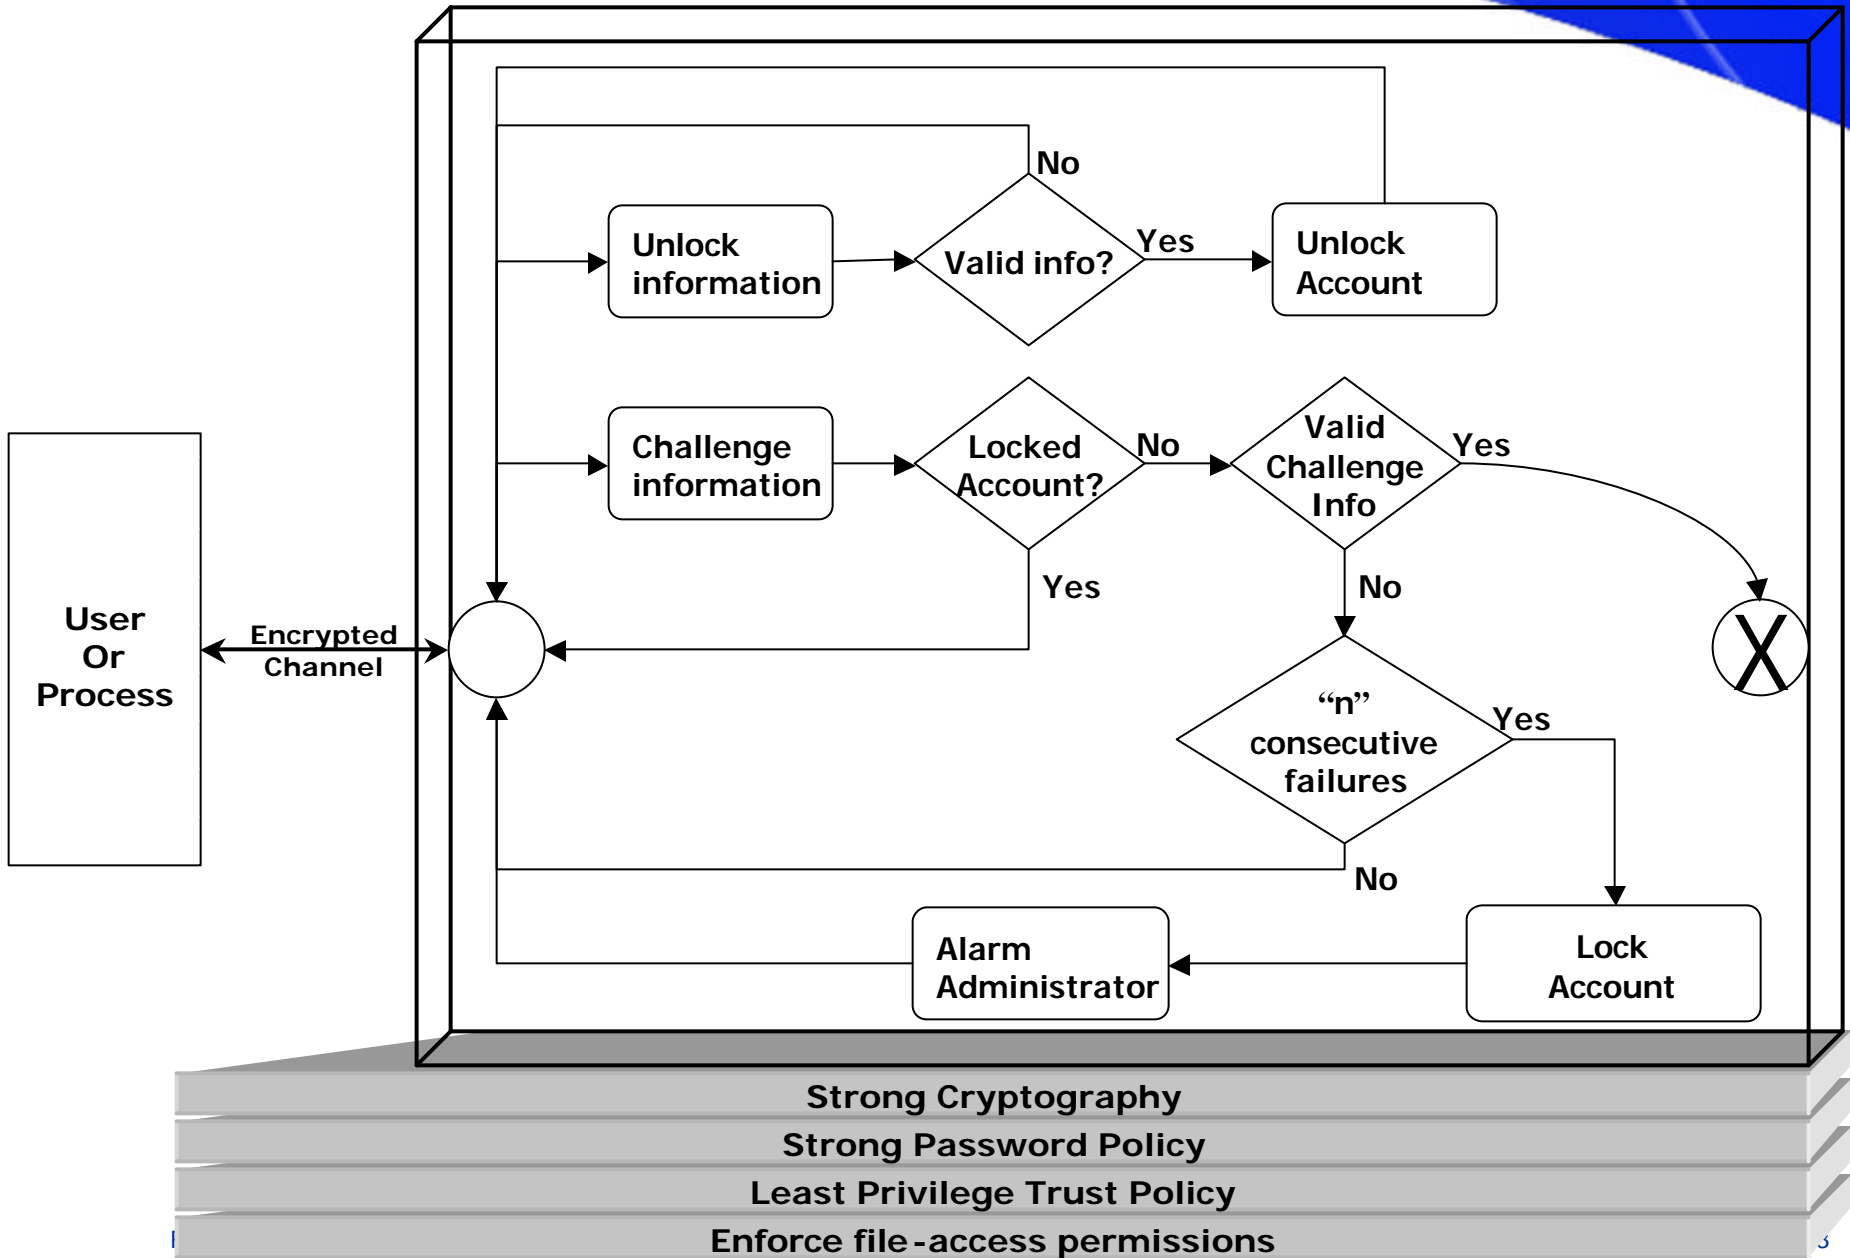 No
Unlock
information
Valid info?
Yes
Unlock
Account
Challenge
information
Locked
Account?
No
Valid
Challenge
Info
Yes
Yes
No
User
Or
Process
Encrypted
Channel
X
“n”
consecutive
failures
Yes
No
Alarm
Administrator
Lock
Account
Strong Cryptography
Strong Password Policy
Least Privilege Trust Policy
Enforce file-access permissions